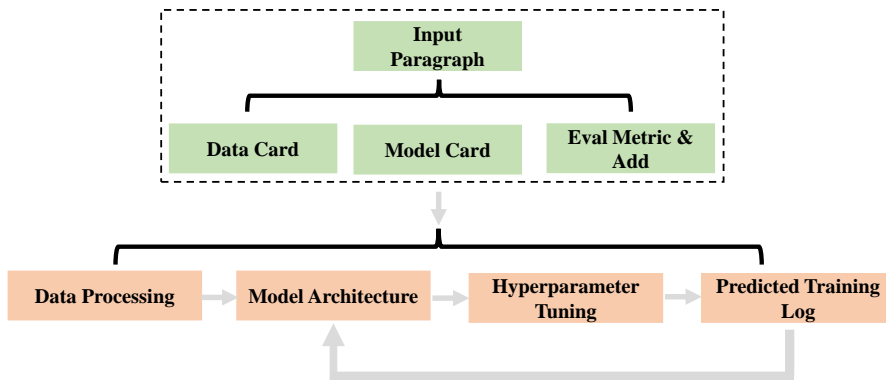 Input
Paragraph
Data Card
Model Card
Eval Metric &
Add
Data Processing
Model Architecture
Hyperparameter
Tuning
Predicted Training
Log